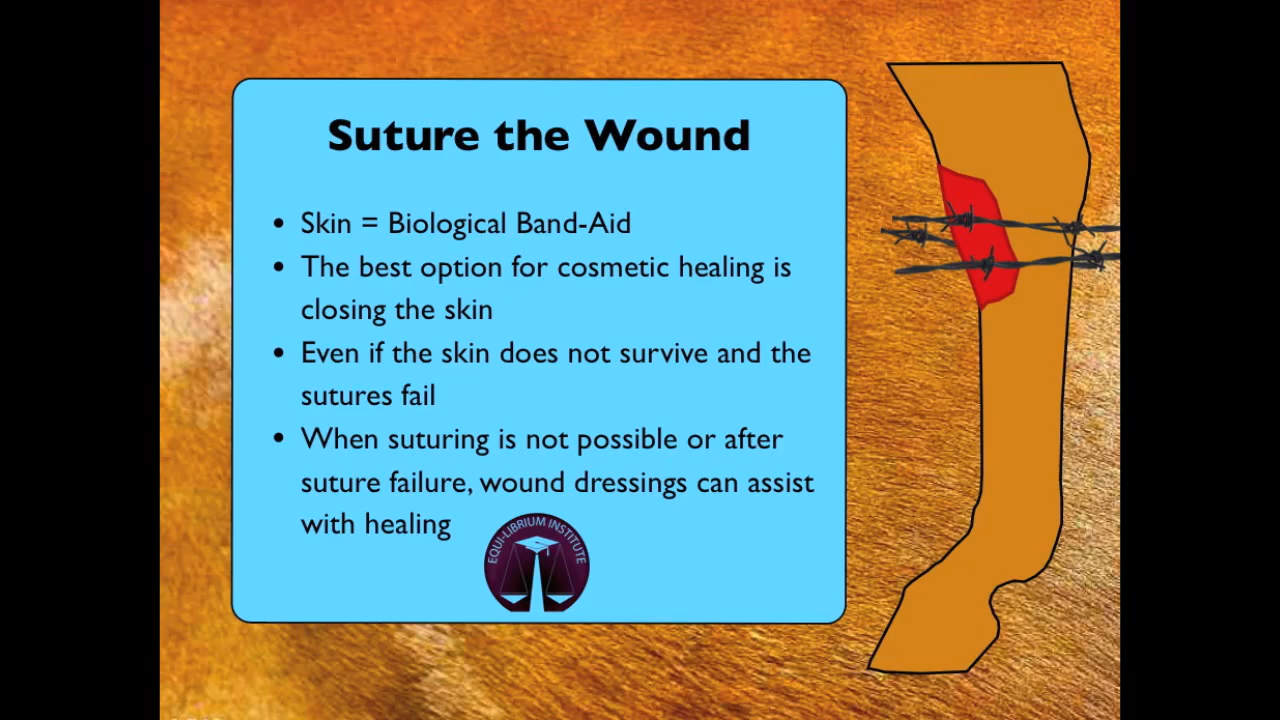 Suture the Wound
• Skin = Biological Band-Aid
• The best option for cosmetic healing is
closing the skin
• Even if the skin does not survive and the
sutures fail
• When suturing is not possible or after
suture failure, wound dressings can assist
with healing
EQUI-LIBRIUM INSTITUTE